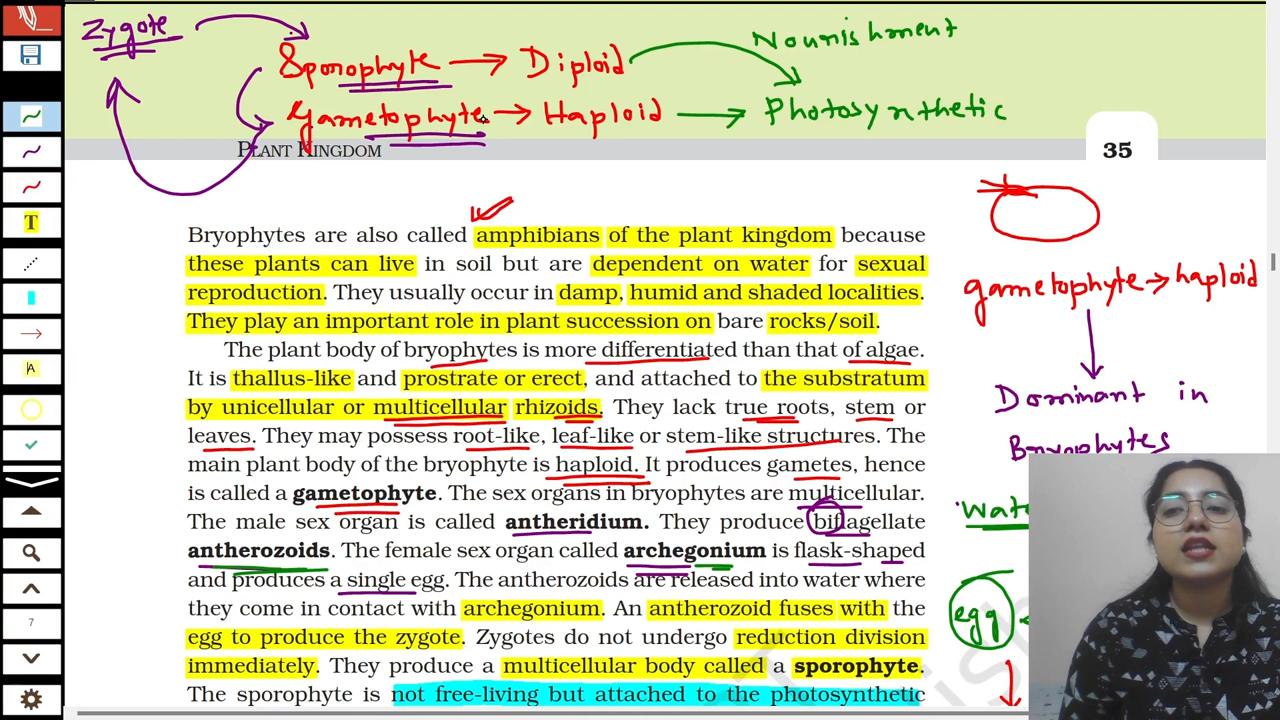 Zygote
Sporophyte → Diploid
Nourishment
Gametophyte → Haploid → Photosynthetic
PLANT KINGDOM
35
Bryophytes are also called amphibians of the plant kingdom because
these plants can live in soil but are dependent on water for sexual
reproduction. They usually occur in damp, humid and shaded localities.
They play an important role in plant succession on bare rocks/soil.
The plant body of bryophytes is more differentiated than that of algae.
It is thallus-like and prostrate or erect, and attached to the substratum
by unicellular or multicellular rhizoids. They lack true roots, stem or
leaves. They may possess root-like, leaf-like or stem-like structures. The
main plant body of the bryophyte is haploid. It produces gametes, hence
is called a gametophyte. The sex organs in bryophytes are multicellular.
The male sex organ is called antheridium. They produce biflagellate
antherozoids. The female sex organ called archegonium is flask-shaped
and produces a single egg. The antherozoids are released into water where
they come in contact with archegonium. An antherozoid fuses with the
egg to produce the zygote. Zygotes do not undergo reduction division
immediately. They produce a multicellular body called a sporophyte.
The sporophyte is not free-living but attached to the photosynthetic
gametophyte → haploid
Dominant in
Bryophytes
egg
T
A
7